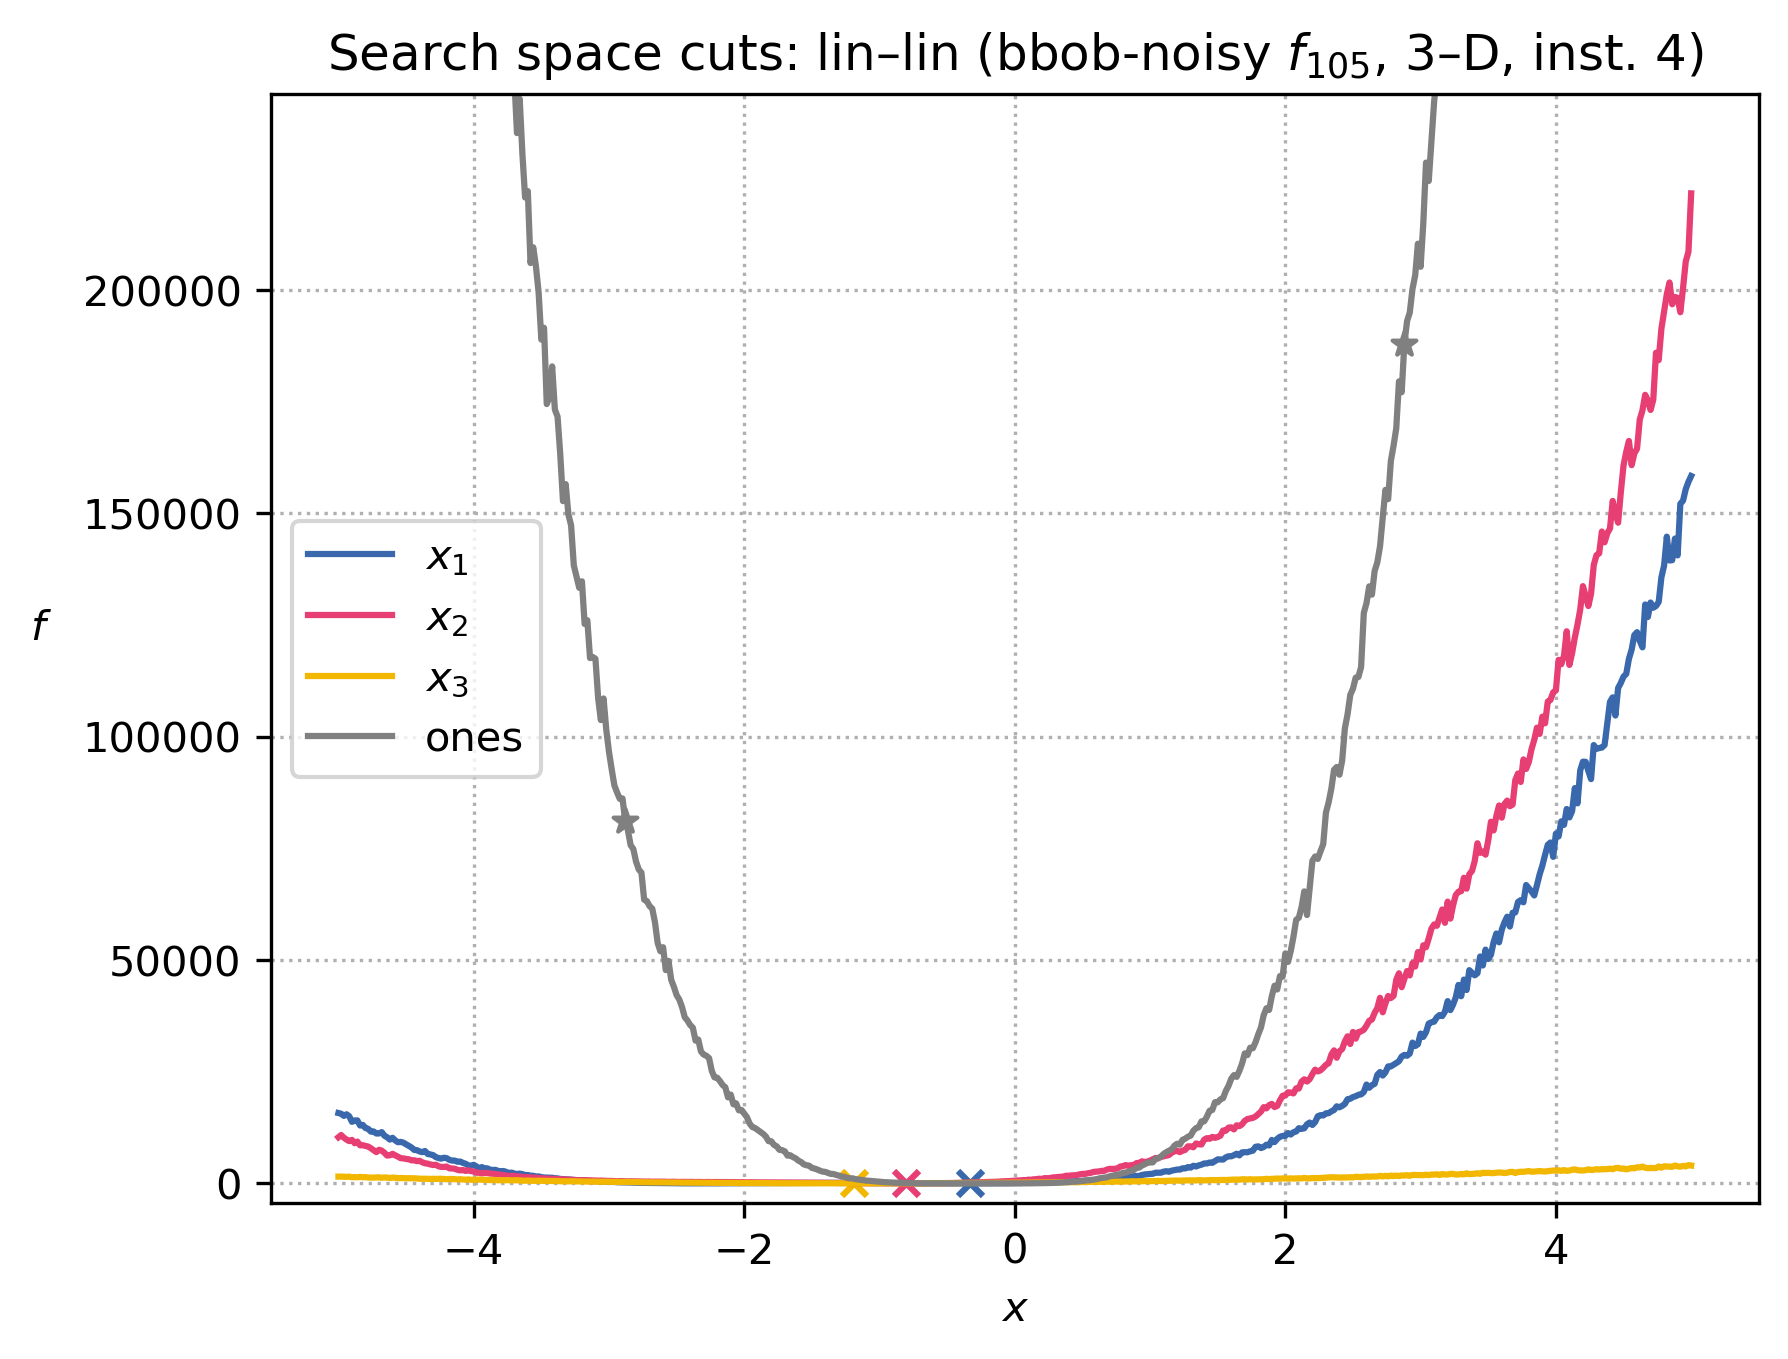 Search space cuts: lin–lin (bbob-noisy f₁₀₅, 3–D, inst. 4)
f
200000
150000
100000
50000
0
x₁
x₂
x₃
ones
−4 −2 0 2 4
x